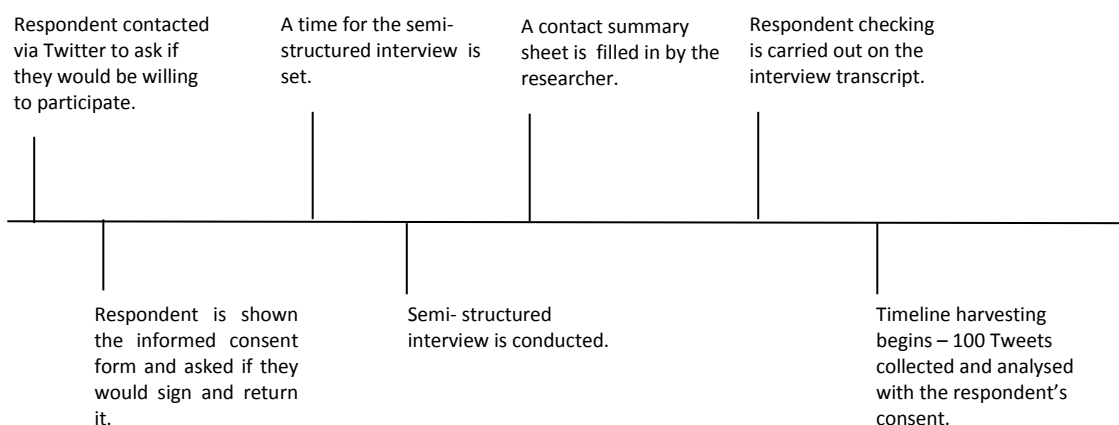 Respondent contacted
via Twitter to ask if
they would be willing
to participate.
A time for the semi-
structured interview is
set.
A contact summary
sheet is filled in by the
researcher.
Respondent checking
is carried out on the
interview transcript.
Respondent is shown
the informed consent
form and asked if they
would sign and return
it.
Semi- structured
interview is conducted.
Timeline harvesting
begins – 100 Tweets
collected and analysed
with the respondent's
consent.